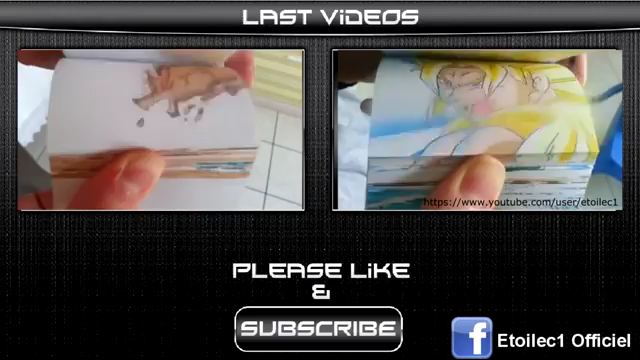 LAST ViDEOS
https://www.youtube.com/user/etoilec1
PLEASE LiKE
&
SUBSCRIBE
f Etoilec1 Officiel